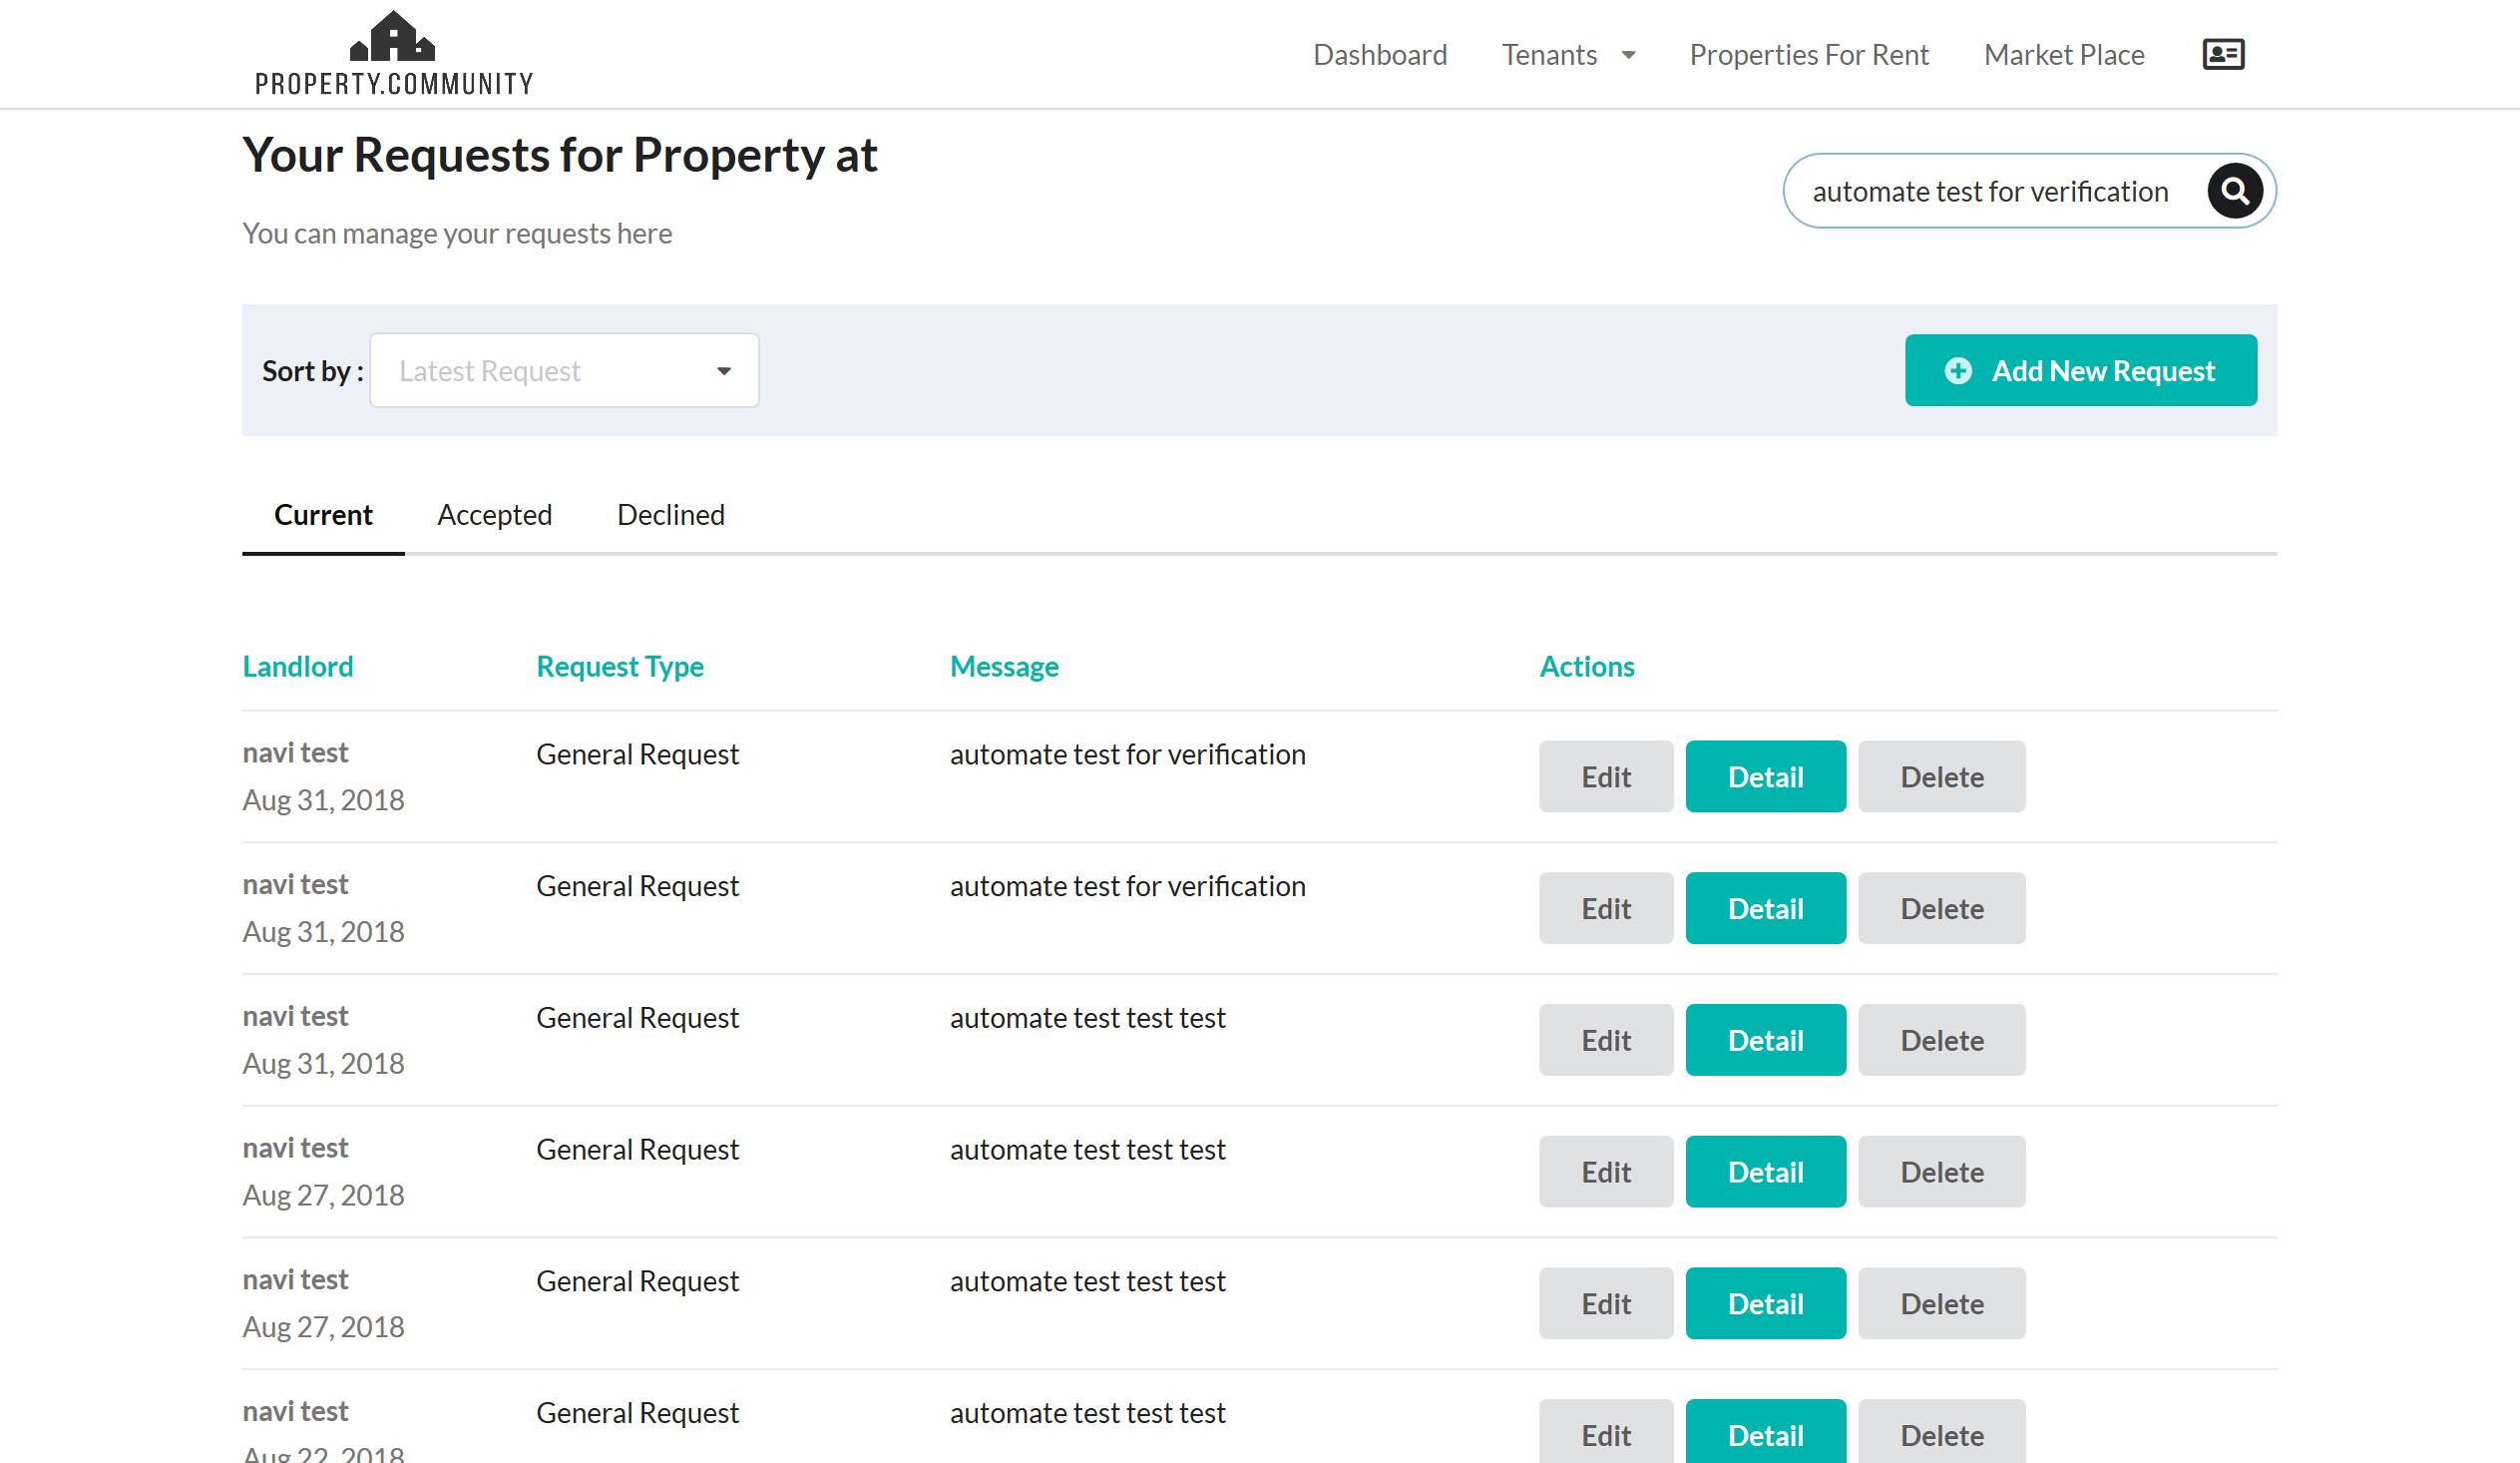 PROPERTY.COMMUNITY
Dashboard Tenants Properties For Rent Market Place
Your Requests for Property at
automate test for verification
You can manage your requests here
Sort by : Latest Request
Add New Request
Current Accepted Declined
Landlord Request Type Message Actions
navi test General Request automate test for verification Edit Detail Delete
Aug 31, 2018
navi test General Request automate test for verification Edit Detail Delete
Aug 31, 2018
navi test General Request automate test test test Edit Detail Delete
Aug 31, 2018
navi test General Request automate test test test Edit Detail Delete
Aug 27, 2018
navi test General Request automate test test test Edit Detail Delete
Aug 27, 2018
navi test General Request automate test test test Edit Detail Delete
Aug 22, 2018